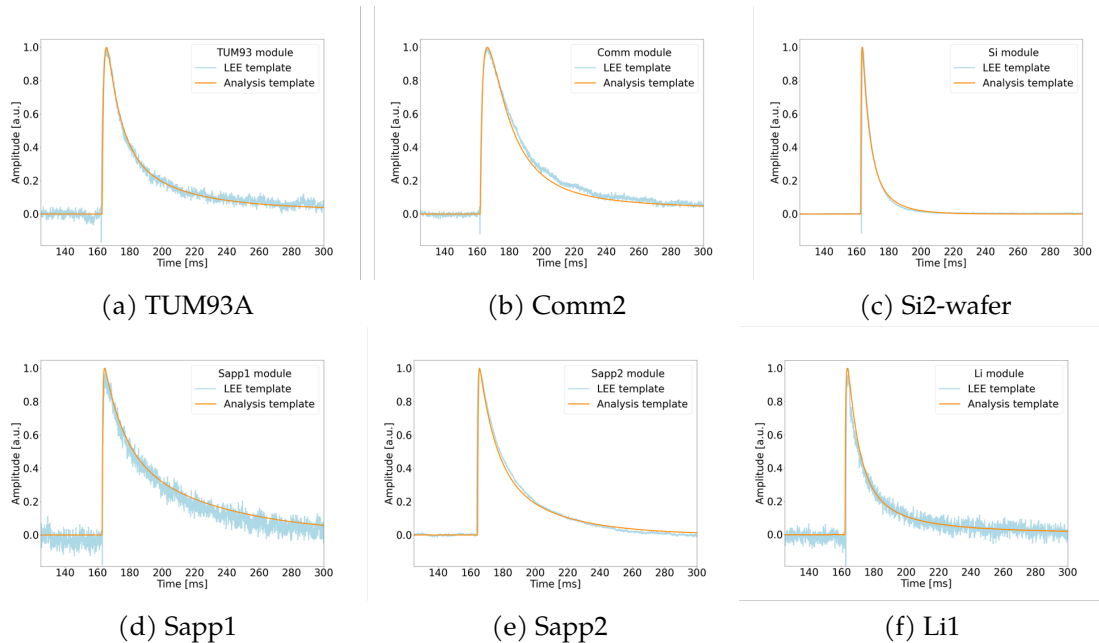 TUM93 module
LEE template
Analysis template
1.0
0.8
0.6
0.4
0.2
0.0
Amplitude [a.u.]
140 160 180 200 220 240 260 280 300
Time [ms]
(a) TUM93A
Comm module
LEE template
Analysis template
1.0
0.8
0.6
0.4
0.2
0.0
Amplitude [a.u.]
140 160 180 200 220 240 260 280 300
Time [ms]
(b) Comm2
Si module
LEE template
Analysis template
1.0
0.8
0.6
0.4
0.2
0.0
Amplitude [a.u.]
140 160 180 200 220 240 260 280 300
Time [ms]
(c) Si2-wafer
Sapp1 module
LEE template
Analysis template
1.0
0.8
0.6
0.4
0.2
0.0
Amplitude [a.u.]
140 160 180 200 220 240 260 280 300
Time [ms]
(d) Sapp1
Sapp2 module
LEE template
Analysis template
1.0
0.8
0.6
0.4
0.2
0.0
Amplitude [a.u.]
140 160 180 200 220 240 260 280 300
Time [ms]
(e) Sapp2
Li module
LEE template
Analysis template
1.0
0.8
0.6
0.4
0.2
0.0
Amplitude [a.u.]
140 160 180 200 220 240 260 280 300
Time [ms]
(f) Li1